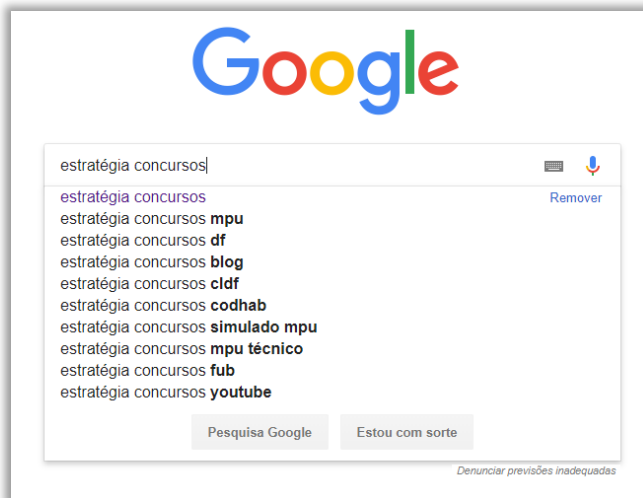 Google
estratégia concursos
estratégia concursos Remover
estratégia concursos mpu
estratégia concursos df
estratégia concursos blog
estratégia concursos cldf
estratégia concursos codhab
estratégia concursos simulado mpu
estratégia concursos mpu técnico
estratégia concursos fub
estratégia concursos youtube
Pesquisa Google Estou com sorte
Denunciar previsões inadequadas